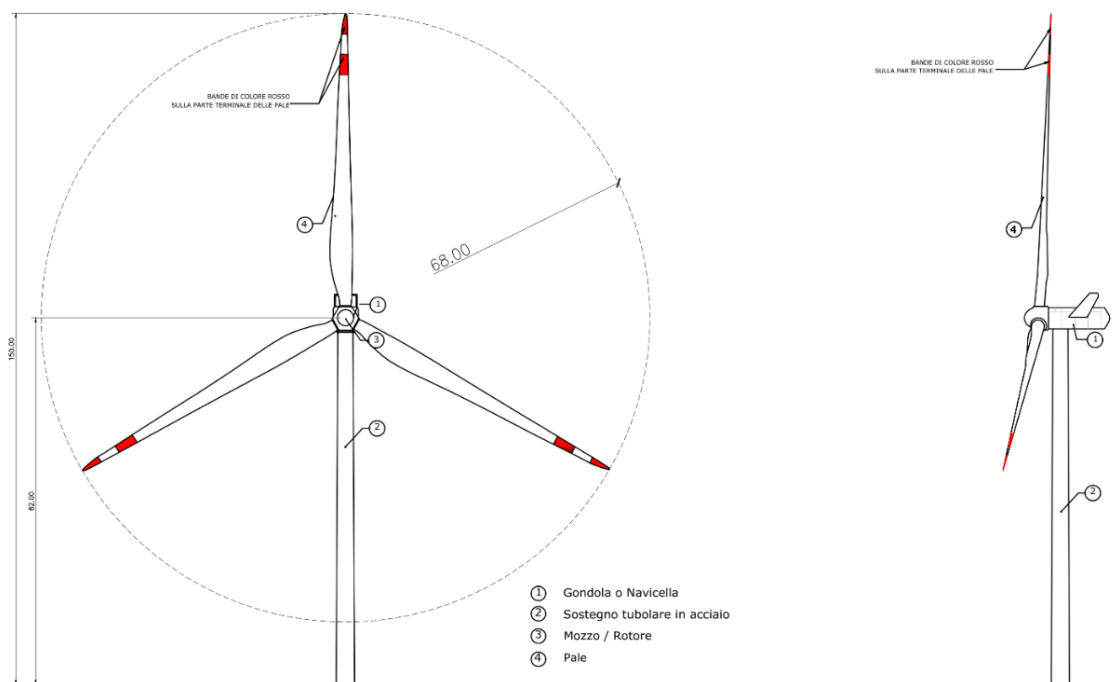 BANDE DI COLORE ROSSO
SULLA PARTE TERMINALE DELLE PALE
BANDE DI COLORE ROSSO
SULLA PARTE TERMINALE DELLE PALE
4
68.00
4
1
3
1
150.00
82.00
2
2
1 Gondola o Navicella
2 Sostegno tubolare in acciaio
3 Mozzo / Rotore
4 Pale